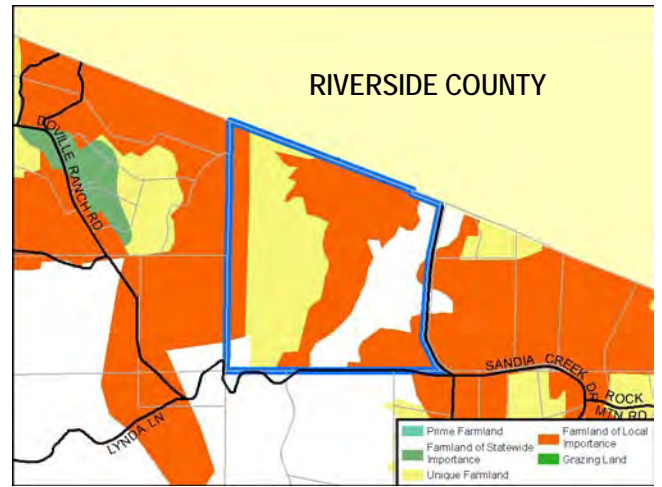 RIVERSIDE COUNTY
DOVILLE RANCH RD
SANDIA CREEK DR
ROCK
MTN RD
LYNDA LN
Prime Farmland
Farmland of Statewide
Importance
Unique Farmland
Farmland of Local
Importance
Grazing Land